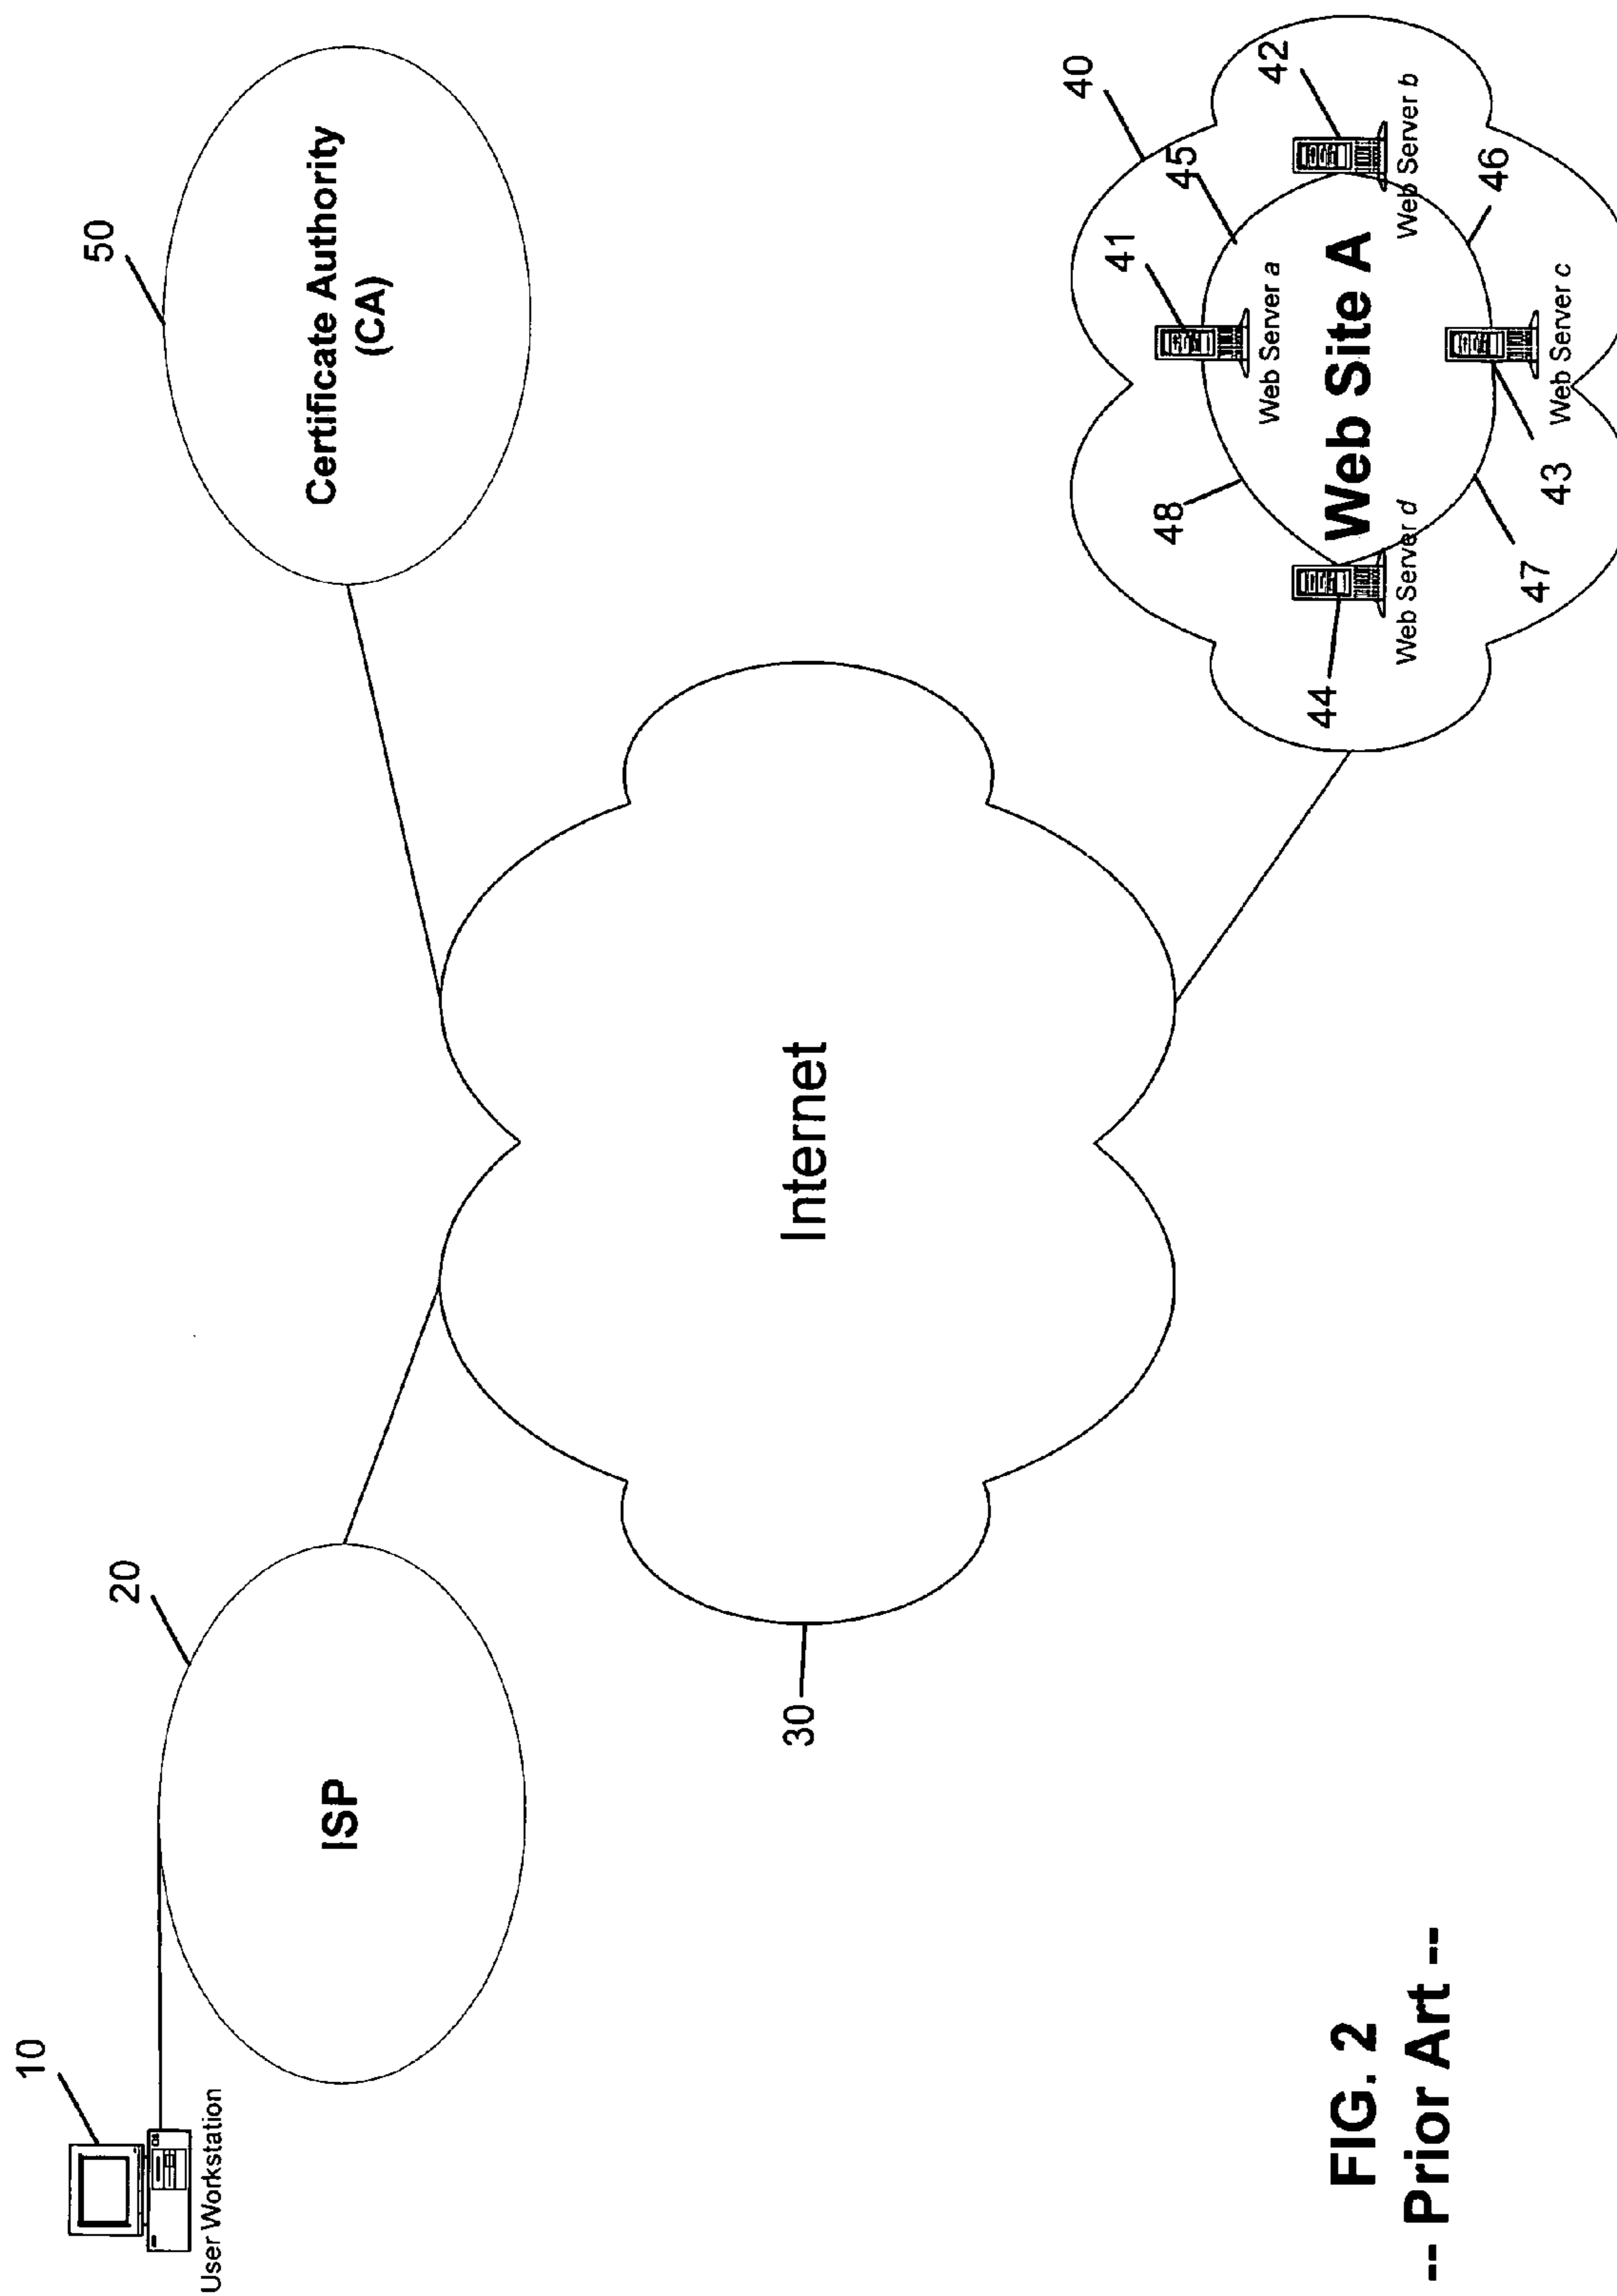 10
User Workstation
20
ISP
50
Certificate Authority
(CA)
30
Internet
40
41
Web Server a
45
42
Web Server b
48
Web Site A
46
44
Web Server d
Web Server c
43
47
FIG. 2
-- Prior Art --